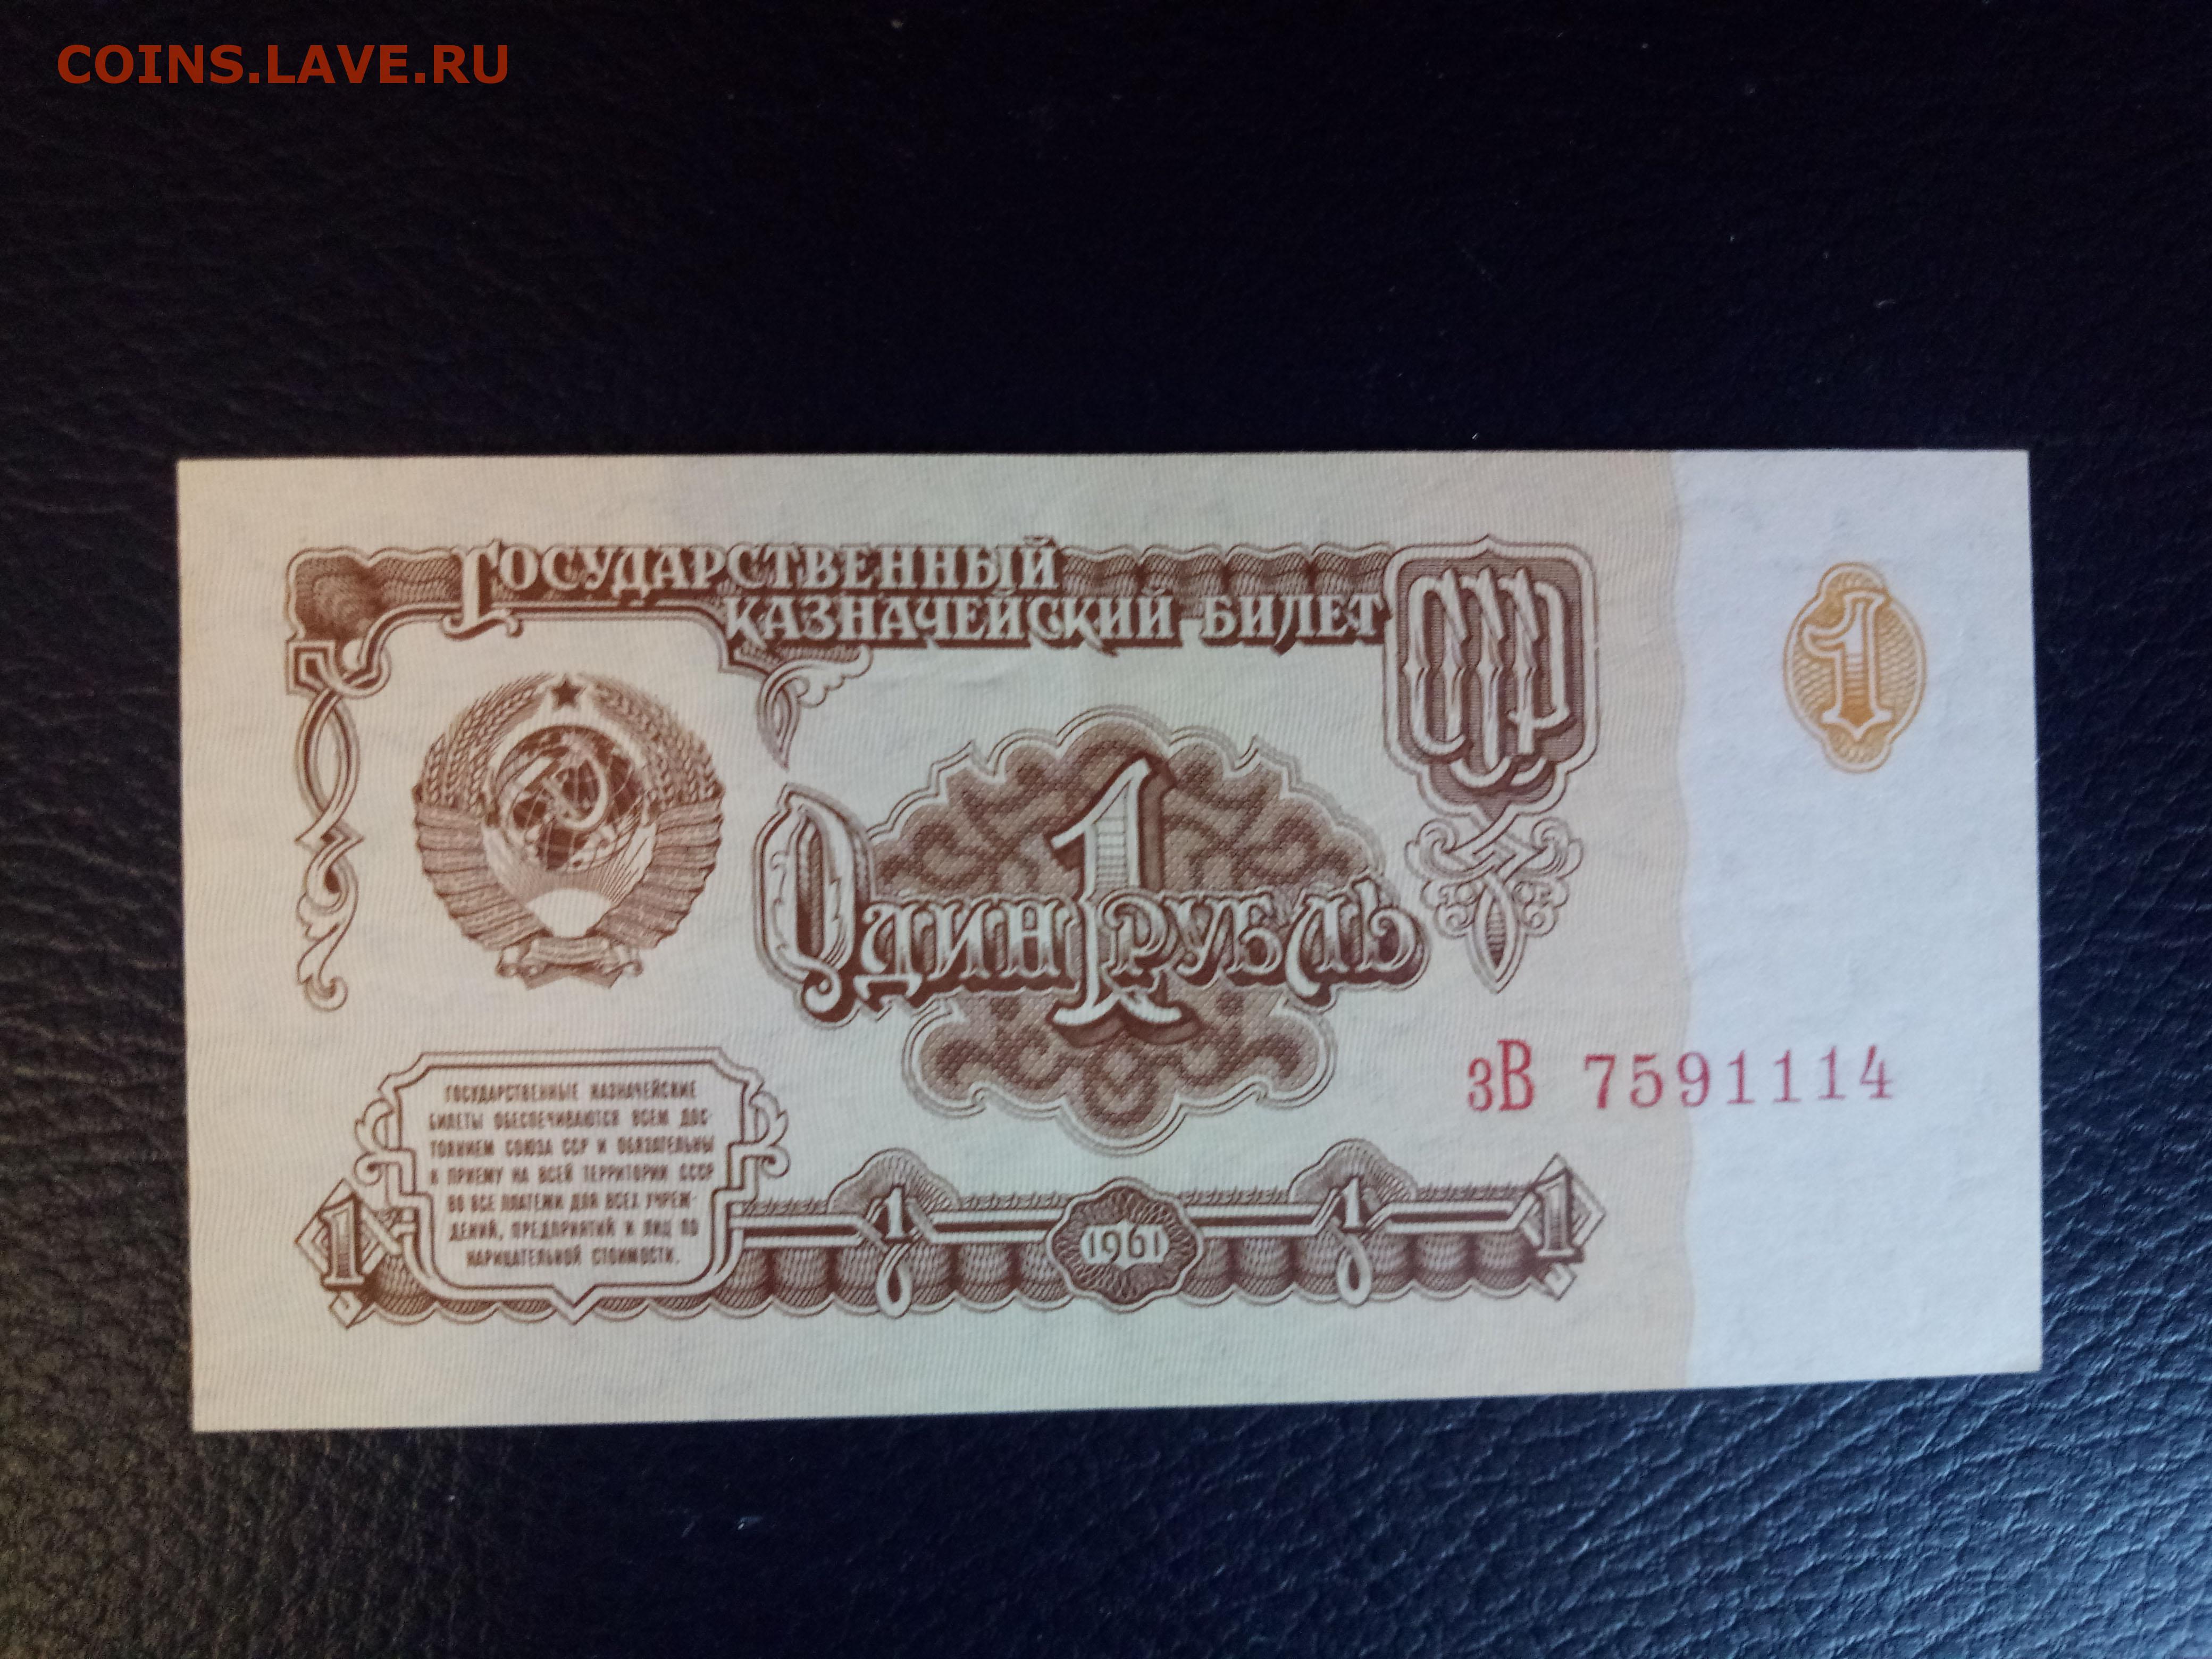 COINS.LAVE.RU
ГОСУДАРСТВЕННЫЙ
КАЗНАЧЕЙСКИЙ БИЛЕТ
СССР
1
1
ОДИН РУБЛЬ
зВ 7591114
ГОСУДАРСТВЕННЫЕ КАЗНАЧЕЙСКИЕ
БИЛЕТЫ ОБЕСПЕЧИВАЮТСЯ ВСЕМ ДОС-
ТОЯНИЕМ СОЮЗА ССР И ОБЯЗАТЕЛЬНЫ
К ПРИЕМУ НА ВСЕЙ ТЕРРИТОРИИ СССР
ВО ВСЕ ПЛАТЕЖИ ДЛЯ ВСЕХ УЧРЕЖ-
ДЕНИЙ, ПРЕДПРИЯТИЙ И ЛИЦ ПО
НАРИЦАТЕЛЬНОЙ СТОИМОСТИ.
1 1 1961 1 1